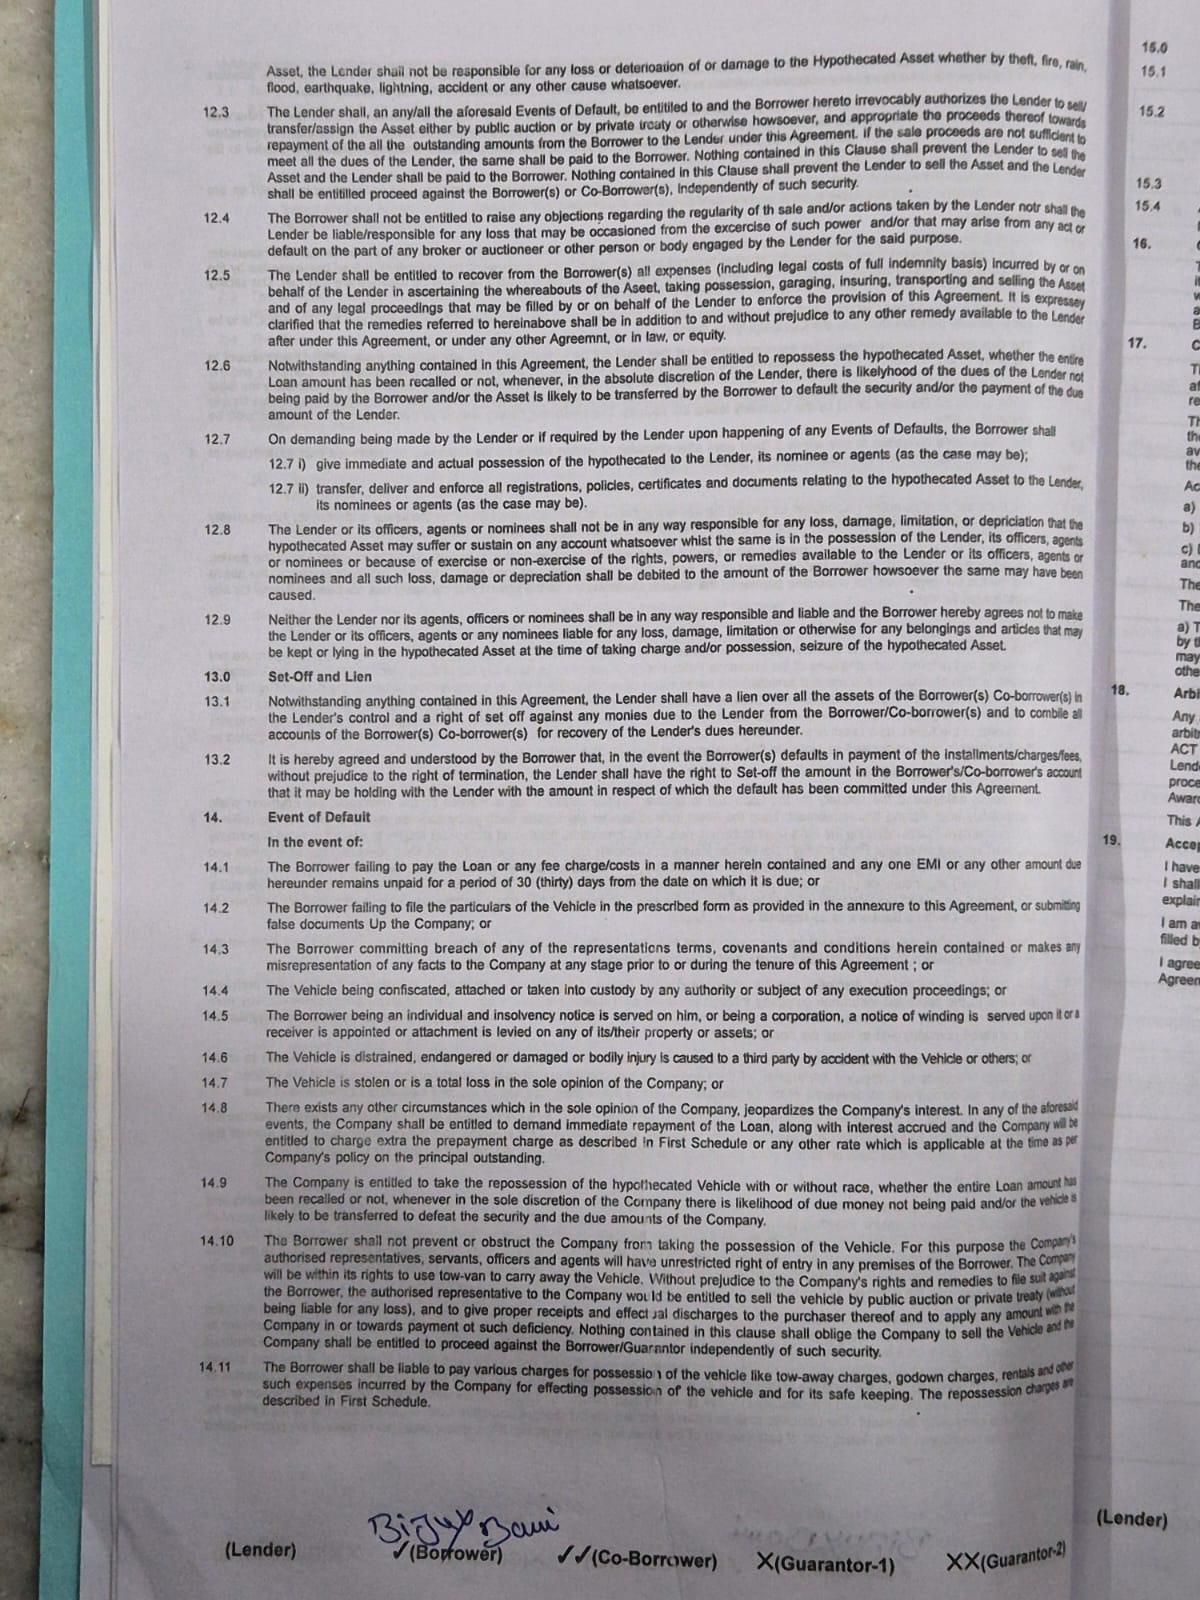 Asset, the Lender shall not be responsible for any loss or deterioation of or damage to the Hypothecated Asset whether by theft, fire, rain,
flood, earthquake, lightning, accident or any other cause whatsoever.
12.3 The Lender shall, an any/all the aforesaid Events of Default, be entitiled to and the Borrower hereto irrevocably authorizes the Lender to sell/
transfer/assign the Asset either by public auction or by private treaty or otherwise howsoever, and appropriate the proceeds thereof towards
repayment of the all the outstanding amounts from the Borrower to the Lender under this Agreement. if the sale proceeds are not sufficient to
meet all the dues of the Lender, the same shall be paid to the Borrower. Nothing contained in this Clause shall prevent the Lender to sell the
Asset and the Lender shall be paid to the Borrower. Nothing contained in this Clause shall prevent the Lender to sell the Asset and the Lender
shall be entitilled proceed against the Borrower(s) or Co-Borrower(s), Independently of such security.
12.4 The Borrower shall not be entitled to raise any objections regarding the regularity of th sale and/or actions taken by the Lender notr shall the
Lender be liable/responsible for any loss that may be occasioned from the excercise of such power and/or that may arise from any act or
default on the part of any broker or auctioneer or other person or body engaged by the Lender for the said purpose.
12.5 The Lender shall be entitled to recover from the Borrower(s) all expenses (including legal costs of full indemnity basis) incurred by or on
behalf of the Lender in ascertaining the whereabouts of the Aseet, taking possession, garaging, insuring, transporting and selling the Asset
and of any legal proceedings that may be filled by or on behalf of the Lender to enforce the provision of this Agreement. It is expressey
clarified that the remedies referred to hereinabove shall be in addition to and without prejudice to any other remedy available to the Lender
after under this Agreement, or under any other Agreemnt, or in law, or equity.
12.6 Notwithstanding anything contained in this Agreement, the Lender shall be entitled to repossess the hypothecated Asset, whether the entire
Loan amount has been recalled or not, whenever, in the absolute discretion of the Lender, there is likelyhood of the dues of the Lender not
being paid by the Borrower and/or the Asset is likely to be transferred by the Borrower to default the security and/or the payment of the due
amount of the Lender.
12.7 On demanding being made by the Lender or if required by the Lender upon happening of any Events of Defaults, the Borrower shall
12.7 i) give immediate and actual possession of the hypothecated to the Lender, its nominee or agents (as the case may be);
12.7 ii) transfer, deliver and enforce all registrations, policies, certificates and documents relating to the hypothecated Asset to the Lender,
its nominees or agents (as the case may be).
12.8 The Lender or its officers, agents or nominees shall not be in any way responsible for any loss, damage, limitation, or depriciation that the
hypothecated Asset may suffer or sustain on any account whatsoever whist the same is in the possession of the Lender, its officers, agents
or nominees or because of exercise or non-exercise of the rights, powers, or remedies available to the Lender or its officers, agents or
nominees and all such loss, damage or depreciation shall be debited to the amount of the Borrower howsoever the same may have been
caused.
12.9 Neither the Lender nor its agents, officers or nominees shall be in any way responsible and liable and the Borrower hereby agrees not to make
the Lender or its officers, agents or any nominees liable for any loss, damage, limitation or otherwise for any belongings and articles that may
be kept or lying in the hypothecated Asset at the time of taking charge and/or possession, seizure of the hypothecated Asset.
13.0 Set-Off and Lien
13.1 Notwithstanding anything contained in this Agreement, the Lender shall have a lien over all the assets of the Borrower(s) Co-borrower(s) in
the Lender's control and a right of set off against any monies due to the Lender from the Borrower/Co-borrower(s) and to combile all
accounts of the Borrower(s) Co-borrower(s) for recovery of the Lender's dues hereunder.
13.2 It is hereby agreed and understood by the Borrower that, in the event the Borrower(s) defaults in payment of the installments/charges/fees,
without prejudice to the right of termination, the Lender shall have the right to Set-off the amount in the Borrower's/Co-borrower's account
that it may be holding with the Lender with the amount in respect of which the default has been committed under this Agreement.
14. Event of Default
In the event of:
14.1 The Borrower failing to pay the Loan or any fee charge/costs in a manner herein contained and any one EMI or any other amount due
hereunder remains unpaid for a period of 30 (thirty) days from the date on which it is due; or
14.2 The Borrower failing to file the particulars of the Vehicle in the prescribed form as provided in the annexure to this Agreement, or submitting
false documents Up the Company; or
14.3 The Borrower committing breach of any of the representations terms, covenants and conditions herein contained or makes any
misrepresentation of any facts to the Company at any stage prior to or during the tenure of this Agreement ; or
14.4 The Vehicle being confiscated, attached or taken into custody by any authority or subject of any execution proceedings; or
14.5 The Borrower being an individual and insolvency notice is served on him, or being a corporation, a notice of winding is served upon it or a
receiver is appointed or attachment is levied on any of its/their property or assets; or
14.6 The Vehicle is distrained, endangered or damaged or bodily injury is caused to a third party by accident with the Vehicle or others; or
14.7 The Vehicle is stolen or is a total loss in the sole opinion of the Company; or
14.8 There exists any other circumstances which in the sole opinion of the Company, jeopardizes the Company's interest. In any of the aforesaid
events, the Company shall be entitled to demand immediate repayment of the Loan, along with interest accrued and the Company will be
entitled to charge extra the prepayment charge as described in First Schedule or any other rate which is applicable at the time as per
Company's policy on the principal outstanding.
14.9 The Company is entitled to take the repossession of the hypothecated Vehicle with or without race, whether the entire Loan amount has
been recalled or not, whenever in the sole discretion of the Company there is likelihood of due money not being paid and/or the vehicle is
likely to be transferred to defeat the security and the due amounts of the Company.
14.10 The Borrower shall not prevent or obstruct the Company from taking the possession of the Vehicle. For this purpose the Company's
authorised representatives, servants, officers and agents will have unrestricted right of entry in any premises of the Borrower. The Company
will be within its rights to use tow-van to carry away the Vehicle. Without prejudice to the Company's rights and remedies to file suit against
the Borrower, the authorised representative to the Company would be entitled to sell the vehicle by public auction or private treaty (without
being liable for any loss), and to give proper receipts and effectual discharges to the purchaser thereof and to apply any amount with the
Company in or towards payment ot such deficiency. Nothing contained in this clause shall oblige the Company to sell the Vehicle and the
Company shall be entitled to proceed against the Borrower/Guarantor independently of such security.
14.11 The Borrower shall be liable to pay various charges for possession of the vehicle like tow-away charges, godown charges, rentals and other
such expenses incurred by the Company for effecting possession of the vehicle and for its safe keeping. The repossession charges are
described in First Schedule.
(Lender) ✓(Borrower) ✓✓(Co-Borrower) X(Guarantor-1) XX(Guarantor-2)
15.0
15.1
15.2
15.3
15.4
16.
17.
The
Ac
a)
b)
c)
The
The
a) T
by t
may
othe
18. Arbi
Any
arbitr
ACT
Lend
proce
Award
This A
19. Accep
I have
I shall
explain
I am a
filled b
I agree
Agreem
(Lender)